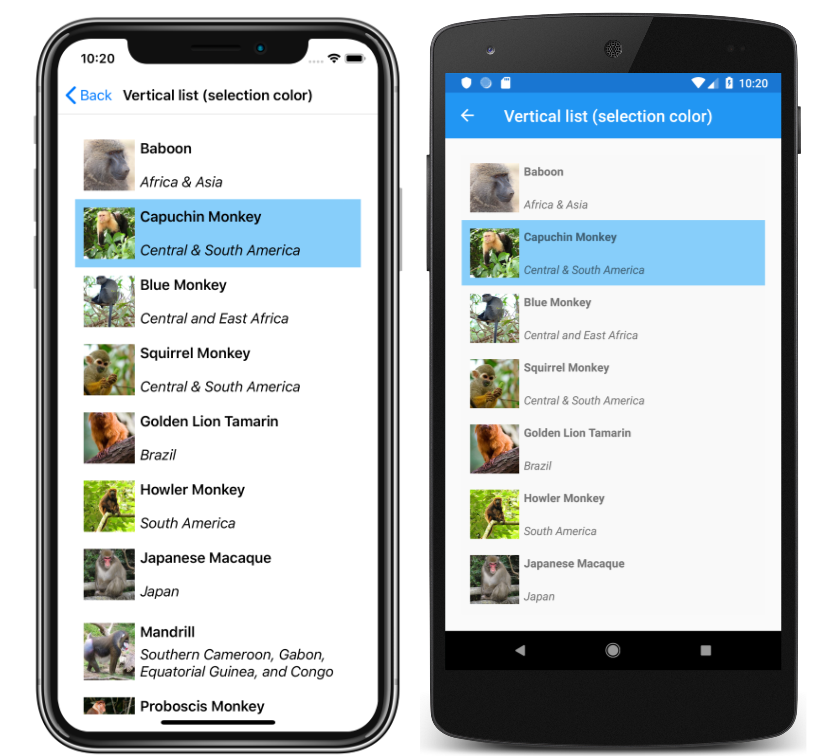 10:20
Back Vertical list (selection color)
Baboon
Africa & Asia
Capuchin Monkey
Central & South America
Blue Monkey
Central and East Africa
Squirrel Monkey
Central & South America
Golden Lion Tamarin
Brazil
Howler Monkey
South America
Japanese Macaque
Japan
Mandrill
Southern Cameroon, Gabon,
Equatorial Guinea, and Congo
Proboscis Monkey
10:20
Vertical list (selection color)
Baboon
Africa & Asia
Capuchin Monkey
Central & South America
Blue Monkey
Central and East Africa
Squirrel Monkey
Central & South America
Golden Lion Tamarin
Brazil
Howler Monkey
South America
Japanese Macaque
Japan